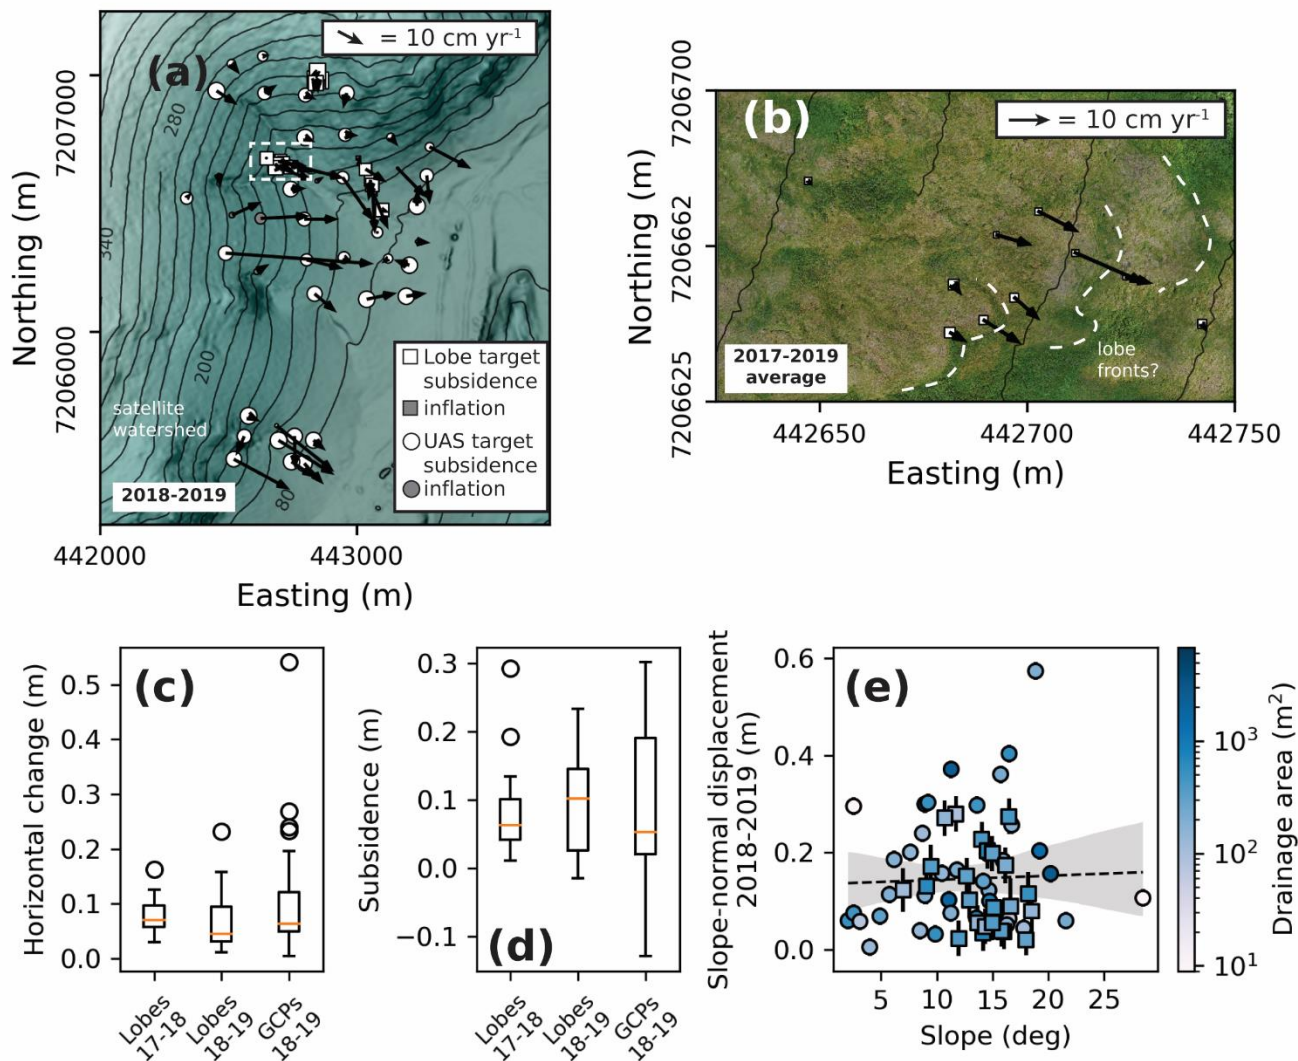 (a)
= 10 cm yr⁻¹
280
340
200
80
satellite
watershed
2018-2019
Lobe target
subsidence
inflation
UAS target
subsidence
inflation
7207000
7206000
Northing (m)
442000
443000
Easting (m)
(b)
= 10 cm yr⁻¹
2017-2019
average
lobe
fronts?
7206700
7206662
7206625
Northing (m)
442650
442700
442750
Easting (m)
(c)
Horizontal change (m)
0.5
0.4
0.3
0.2
0.1
0.0
Lobes
17-18
Lobes
18-19
GCPs
18-19
(d)
Subsidence (m)
0.3
0.2
0.1
0.0
−0.1
Lobes
17-18
Lobes
18-19
GCPs
18-19
(e)
Slope-normal displacement
2018-2019 (m)
0.6
0.4
0.2
0.0
5
10
15
20
25
Slope (deg)
10³
10²
10¹
Drainage area (m²)